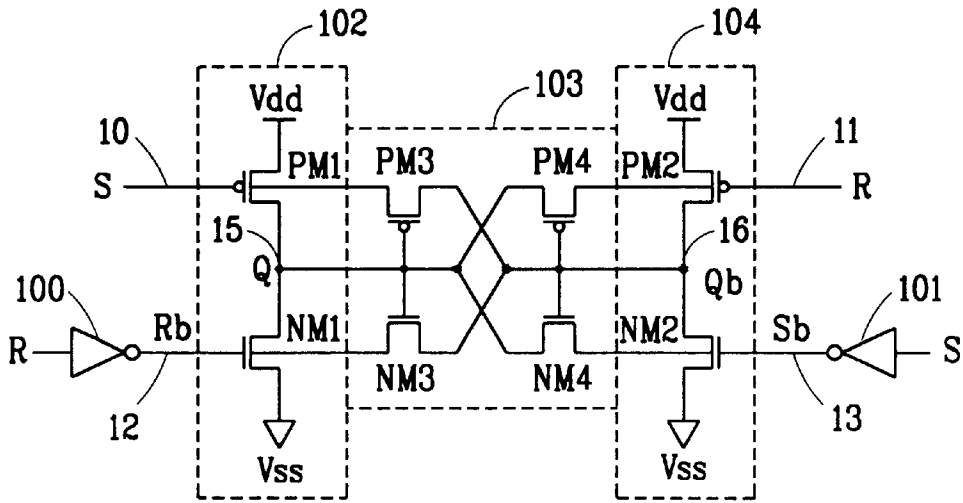 102
104
103
Vdd
Vdd
10
PM1
PM3
PM4
PM2
11
S
R
15
16
Q
Qb
100
101
Rb
NM1
NM2
Sb
R
S
NM3
NM4
12
13
Vss
Vss